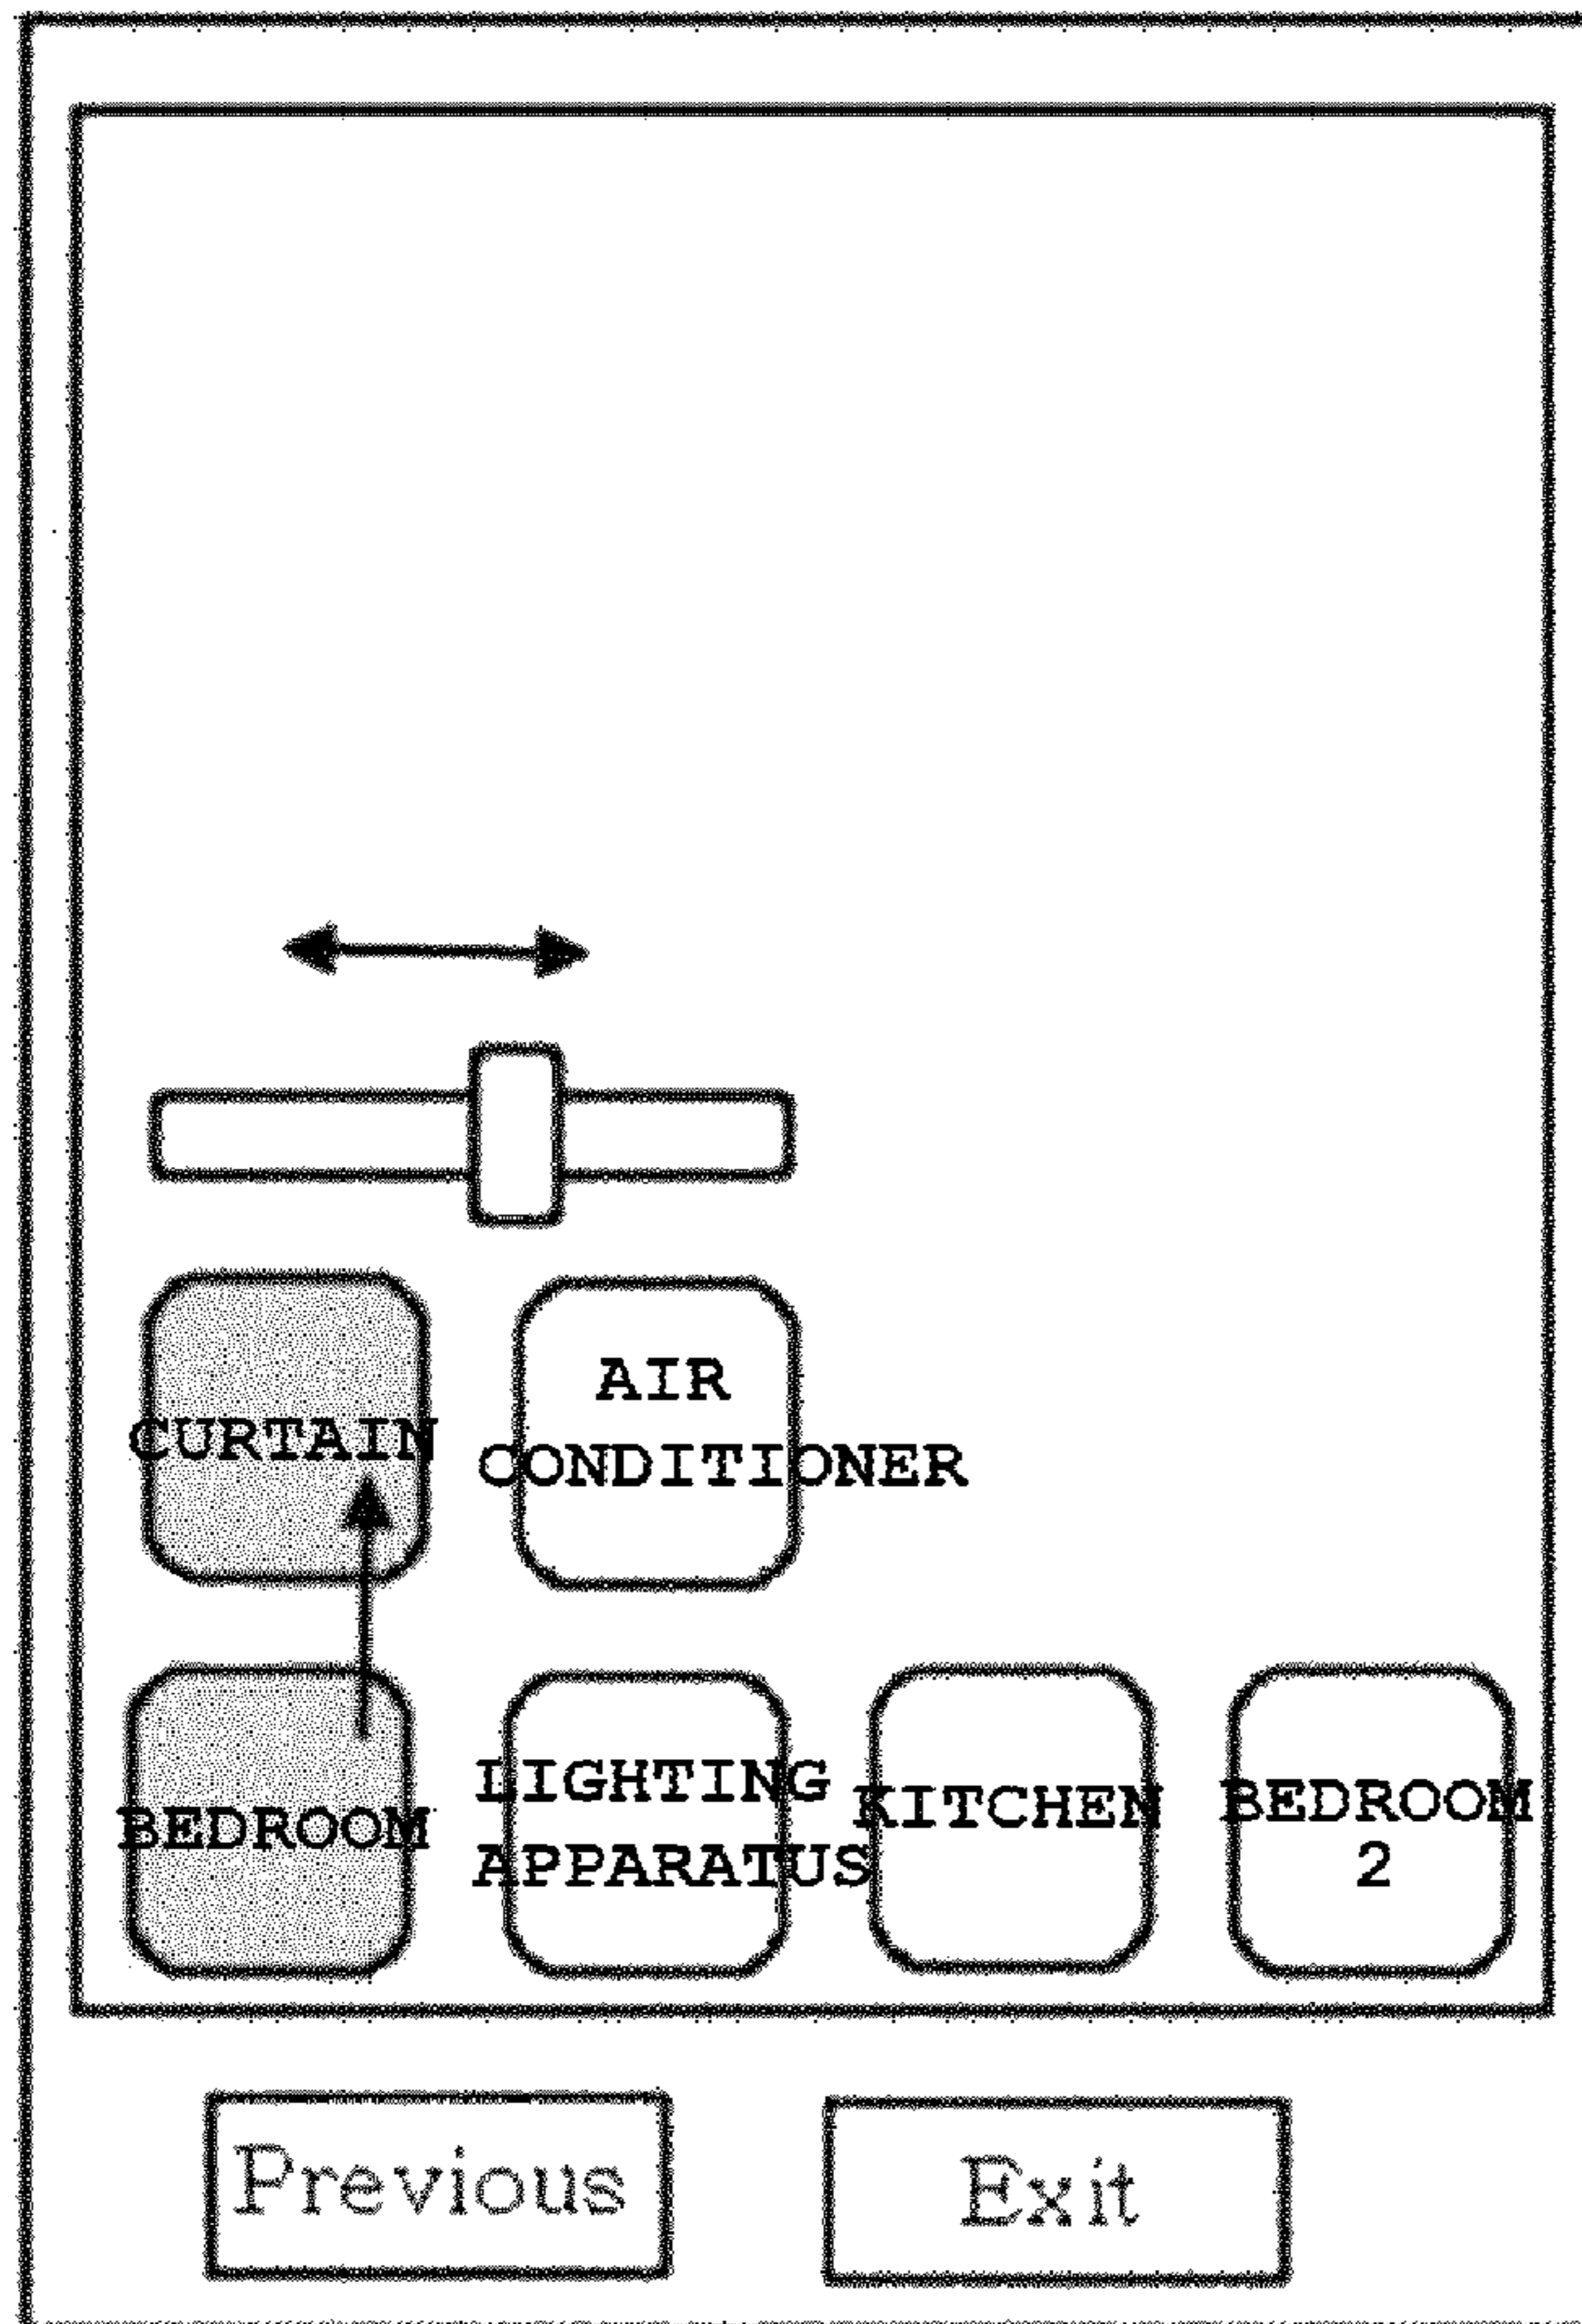 CURTAIN
AIR
CONDITIONER
BEDROOM
LIGHTING
APPARATUS
KITCHEN
BEDROOM
2
Previous
Exit